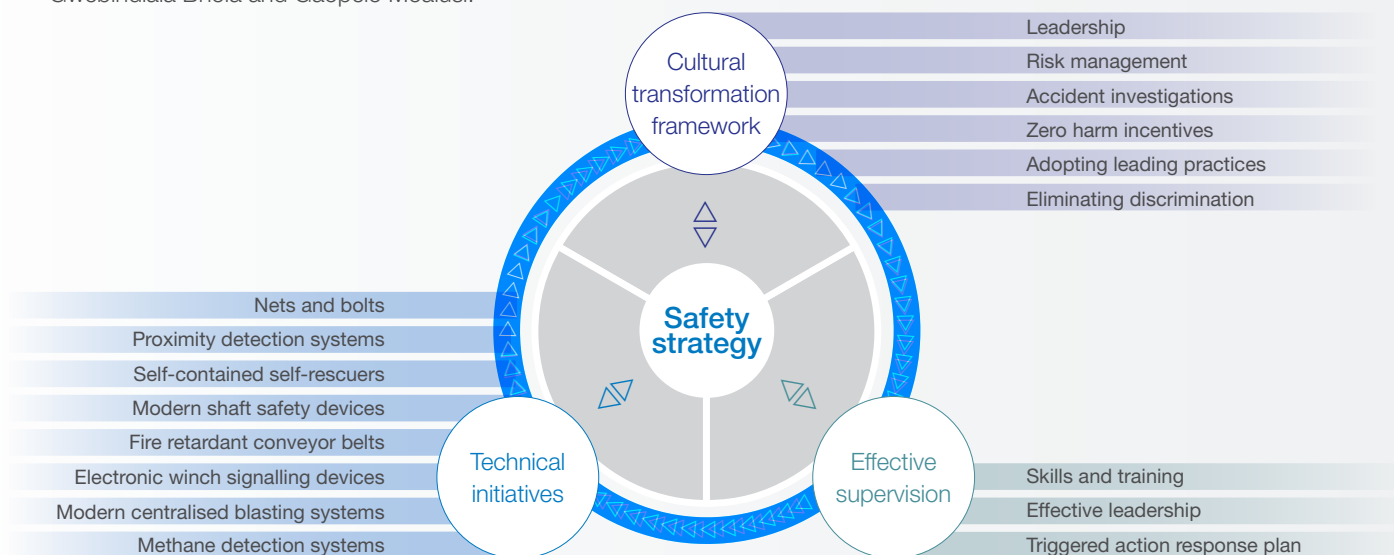 Cultural
transformation
framework
Leadership
Risk management
Accident investigations
Zero harm incentives
Adopting leading practices
Eliminating discrimination
Safety
strategy
Nets and bolts
Proximity detection systems
Self-contained self-rescuers
Modern shaft safety devices
Fire retardant conveyor belts
Electronic winch signalling devices
Modern centralised blasting systems
Methane detection systems
Technical
initiatives
Effective
supervision
Skills and training
Effective leadership
Triggered action response plan